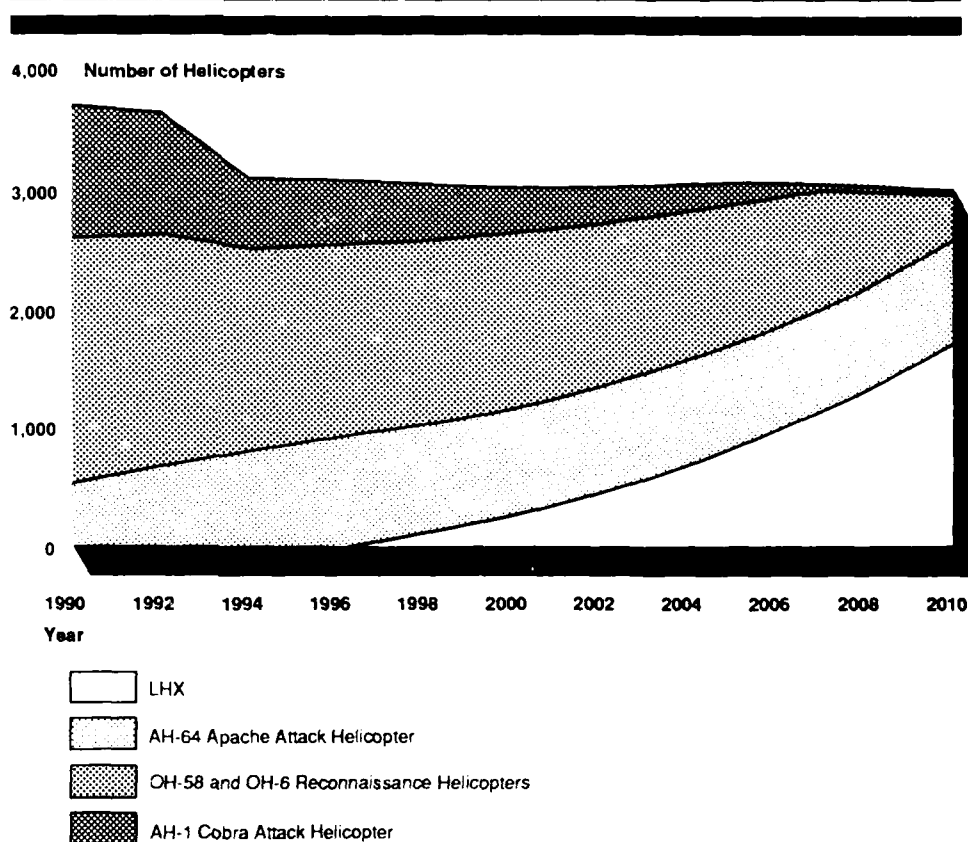 4,000 Number of Helicopters
3,000
2,000
1,000
0
1990 1992 1994 1996 1998 2000 2002 2004 2006 2008 2010
Year
LHX
AH-64 Apache Attack Helicopter
OH-58 and OH-6 Reconnaissance Helicopters
AH-1 Cobra Attack Helicopter